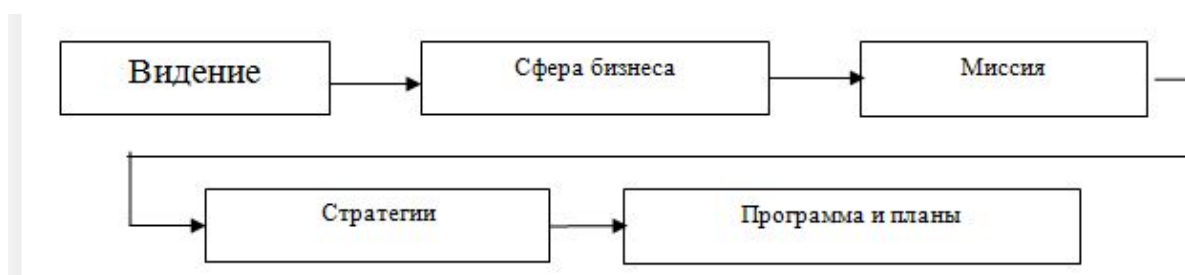 Видение
Сфера бизнеса
Миссия
Стратегии
Программа и планы